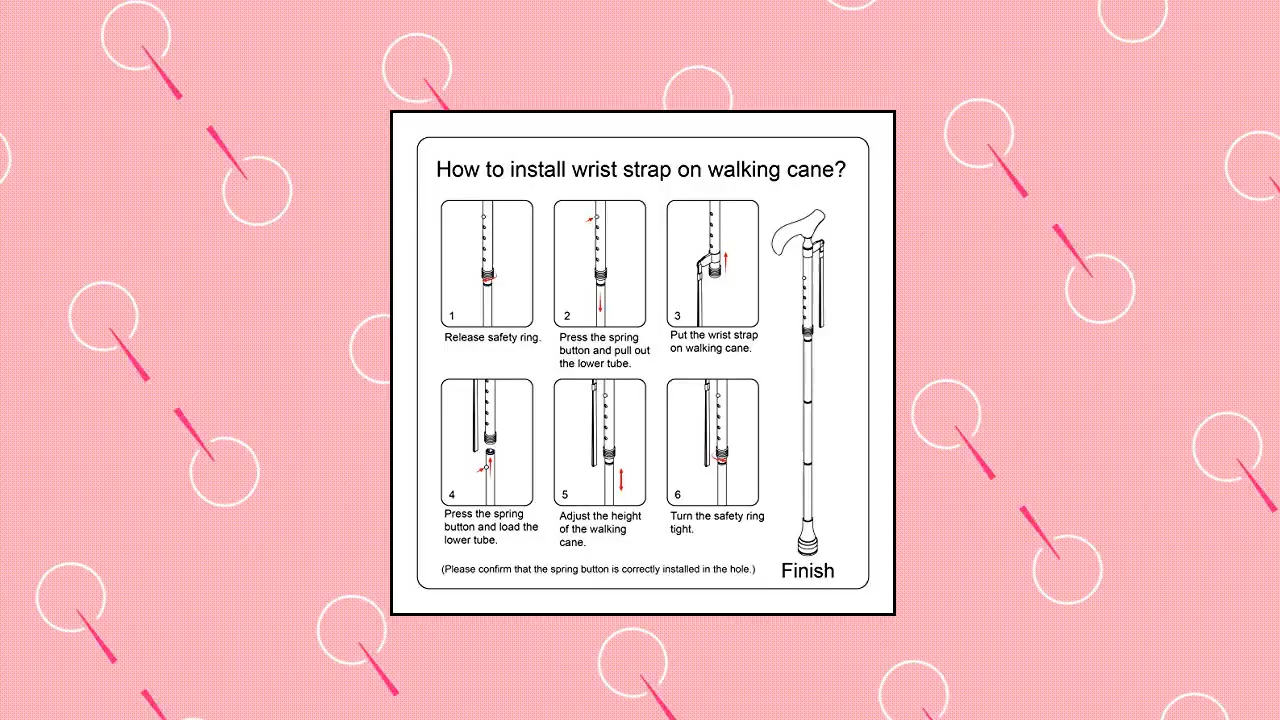 How to install wrist strap on walking cane?
1
Release safety ring.
2
Press the spring
button and pull out
the lower tube.
3
Put the wrist strap
on walking cane.
4
Press the spring
button and load the
lower tube.
5
Adjust the height
of the walking
cane.
6
Turn the safety ring
tight.
(Please confirm that the spring button is correctly installed in the hole.)
Finish